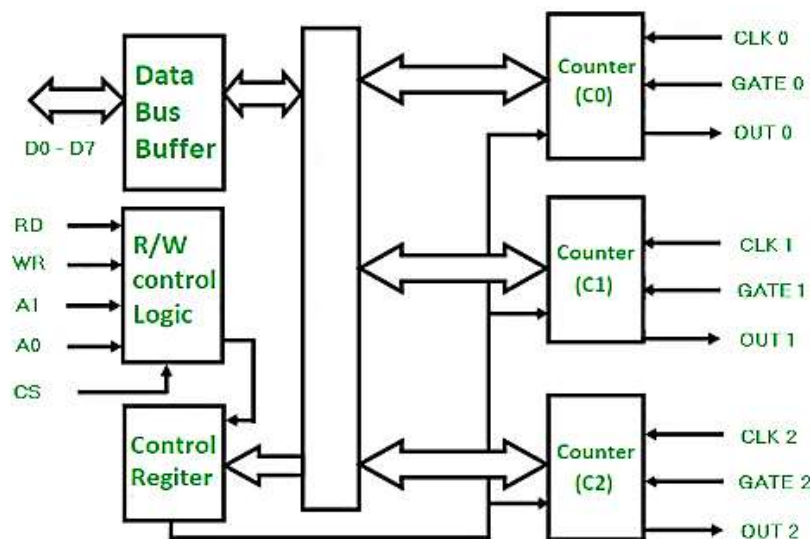 Data
Bus
Buffer
D0 - D7
RD
WR
A1
A0
CS
R/W
control
Logic
Control
Regiter
Counter
(C0)
CLK 0
GATE 0
OUT 0
Counter
(C1)
CLK 1
GATE 1
OUT 1
Counter
(C2)
CLK 2
GATE 2
OUT 2